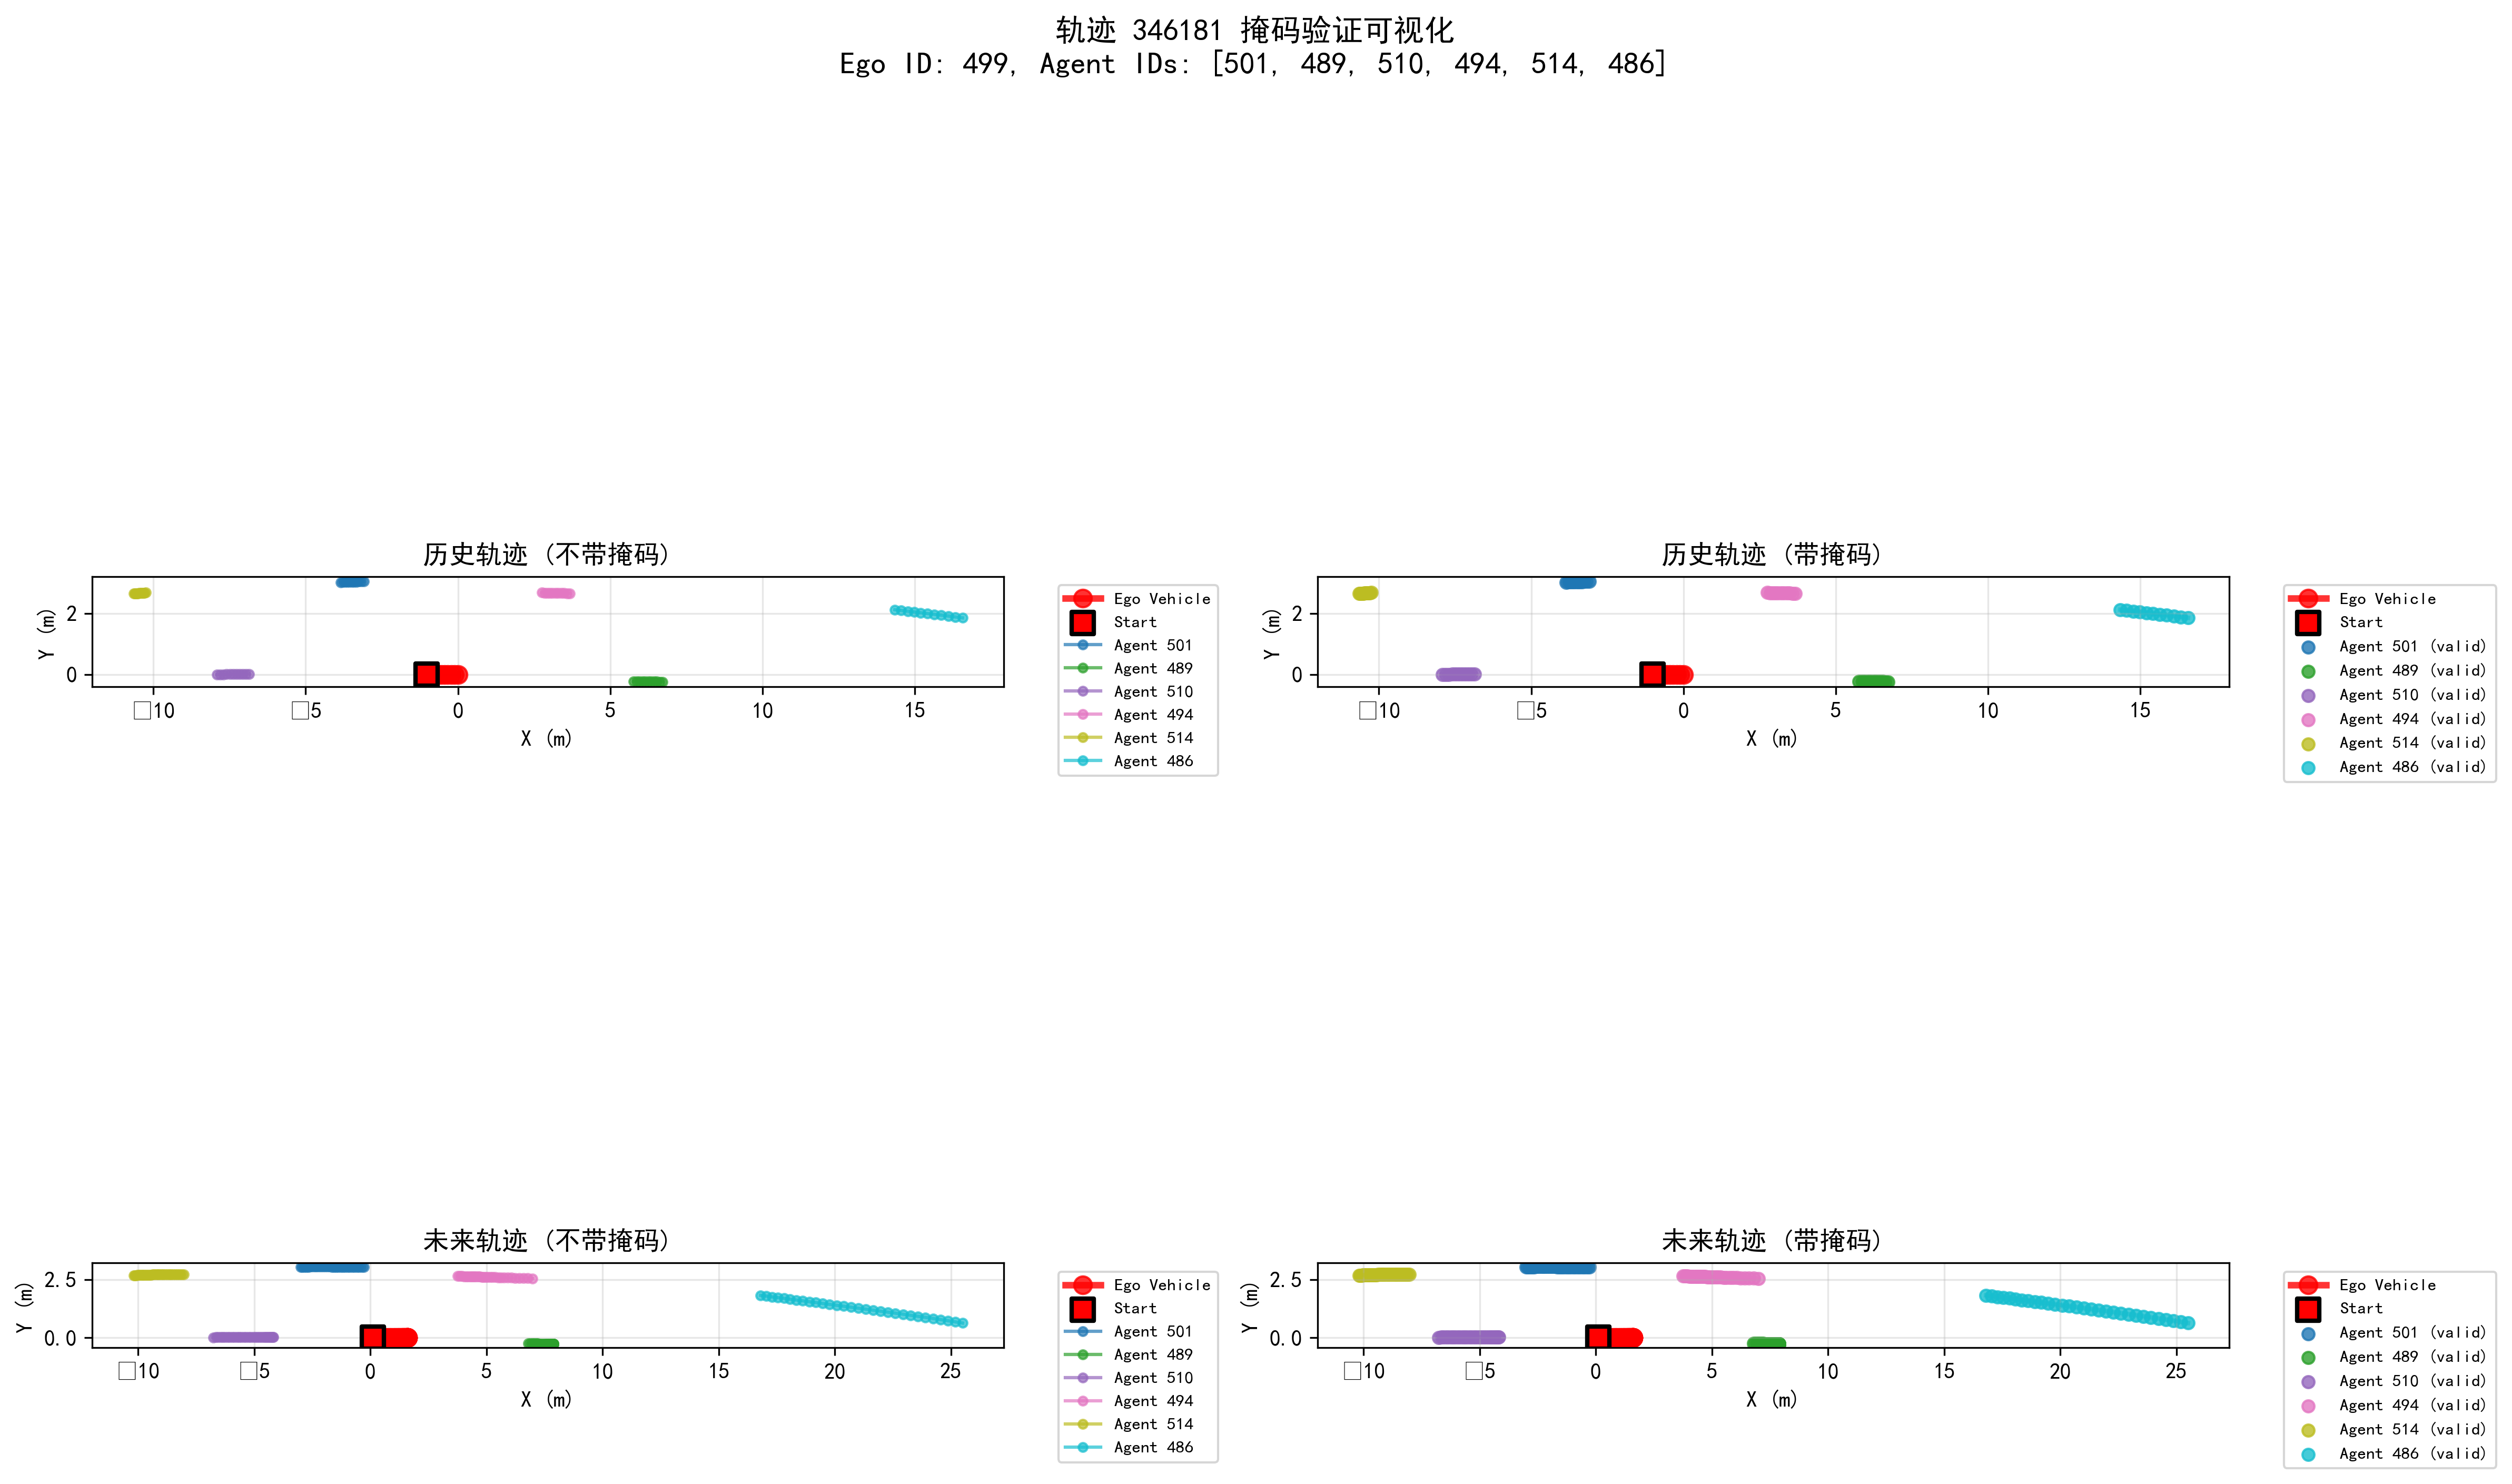 轨迹 346181 掩码验证可视化
Ego ID: 499, Agent IDs: [501, 489, 510, 494, 514, 486]
历史轨迹 (不带掩码)
Y (m)
2
0
□10 □5 0 5 10 15
X (m)
Ego Vehicle
Start
Agent 501
Agent 489
Agent 510
Agent 494
Agent 514
Agent 486
历史轨迹 (带掩码)
Y (m)
2
0
□10 □5 0 5 10 15
X (m)
Ego Vehicle
Start
Agent 501 (valid)
Agent 489 (valid)
Agent 510 (valid)
Agent 494 (valid)
Agent 514 (valid)
Agent 486 (valid)
未来轨迹 (不带掩码)
Y (m)
2.5
0.0
□10 □5 0 5 10 15 20 25
X (m)
Ego Vehicle
Start
Agent 501
Agent 489
Agent 510
Agent 494
Agent 514
Agent 486
未来轨迹 (带掩码)
Y (m)
2.5
0.0
□10 □5 0 5 10 15 20 25
X (m)
Ego Vehicle
Start
Agent 501 (valid)
Agent 489 (valid)
Agent 510 (valid)
Agent 494 (valid)
Agent 514 (valid)
Agent 486 (valid)